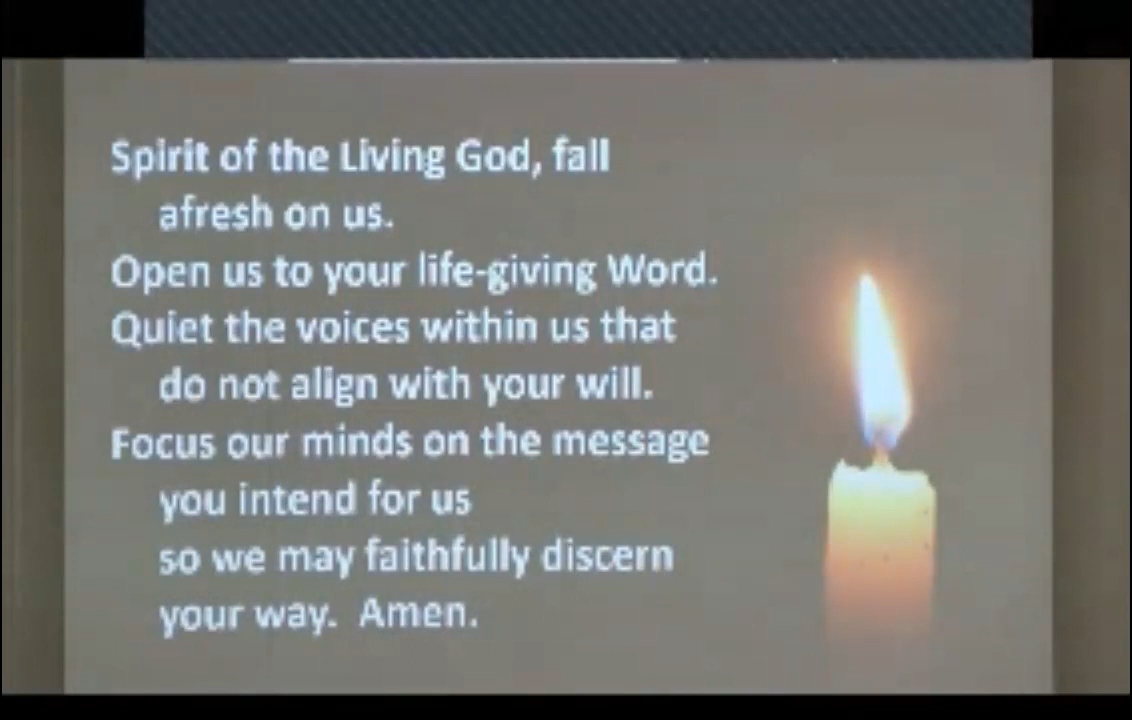 Spirit of the Living God, fall
afresh on us.
Open us to your life-giving Word.
Quiet the voices within us that
do not align with your will.
Focus our minds on the message
you intend for us
so we may faithfully discern
your way.  Amen.